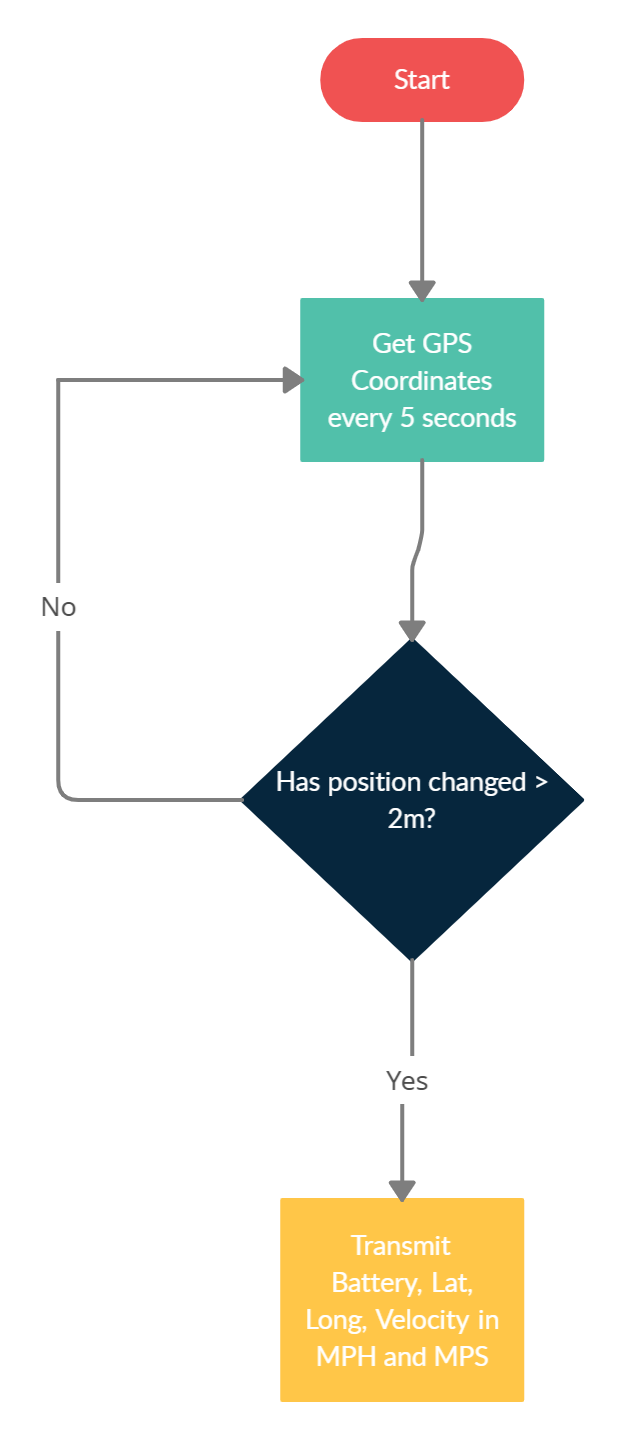 Start
Get GPS
Coordinates
every 5 seconds
No
Has position changed >
2m?
Yes
Transmit
Battery, Lat,
Long, Velocity in
MPH and MPS